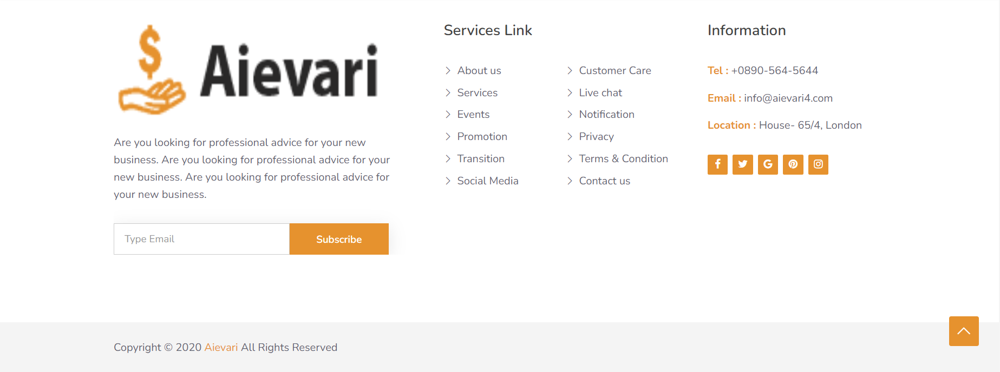 Aievari
Are you looking for professional advice for your new
business. Are you looking for professional advice for your
new business. Are you looking for professional advice for
your new business.
Type Email
Subscribe
Services Link
About us
Services
Events
Promotion
Transition
Social Media
Customer Care
Live chat
Notification
Privacy
Terms & Condition
Contact us
Information
Tel : +0890-564-5644
Email : info@aievari4.com
Location : House- 65/4, London
Copyright © 2020 Aievari All Rights Reserved